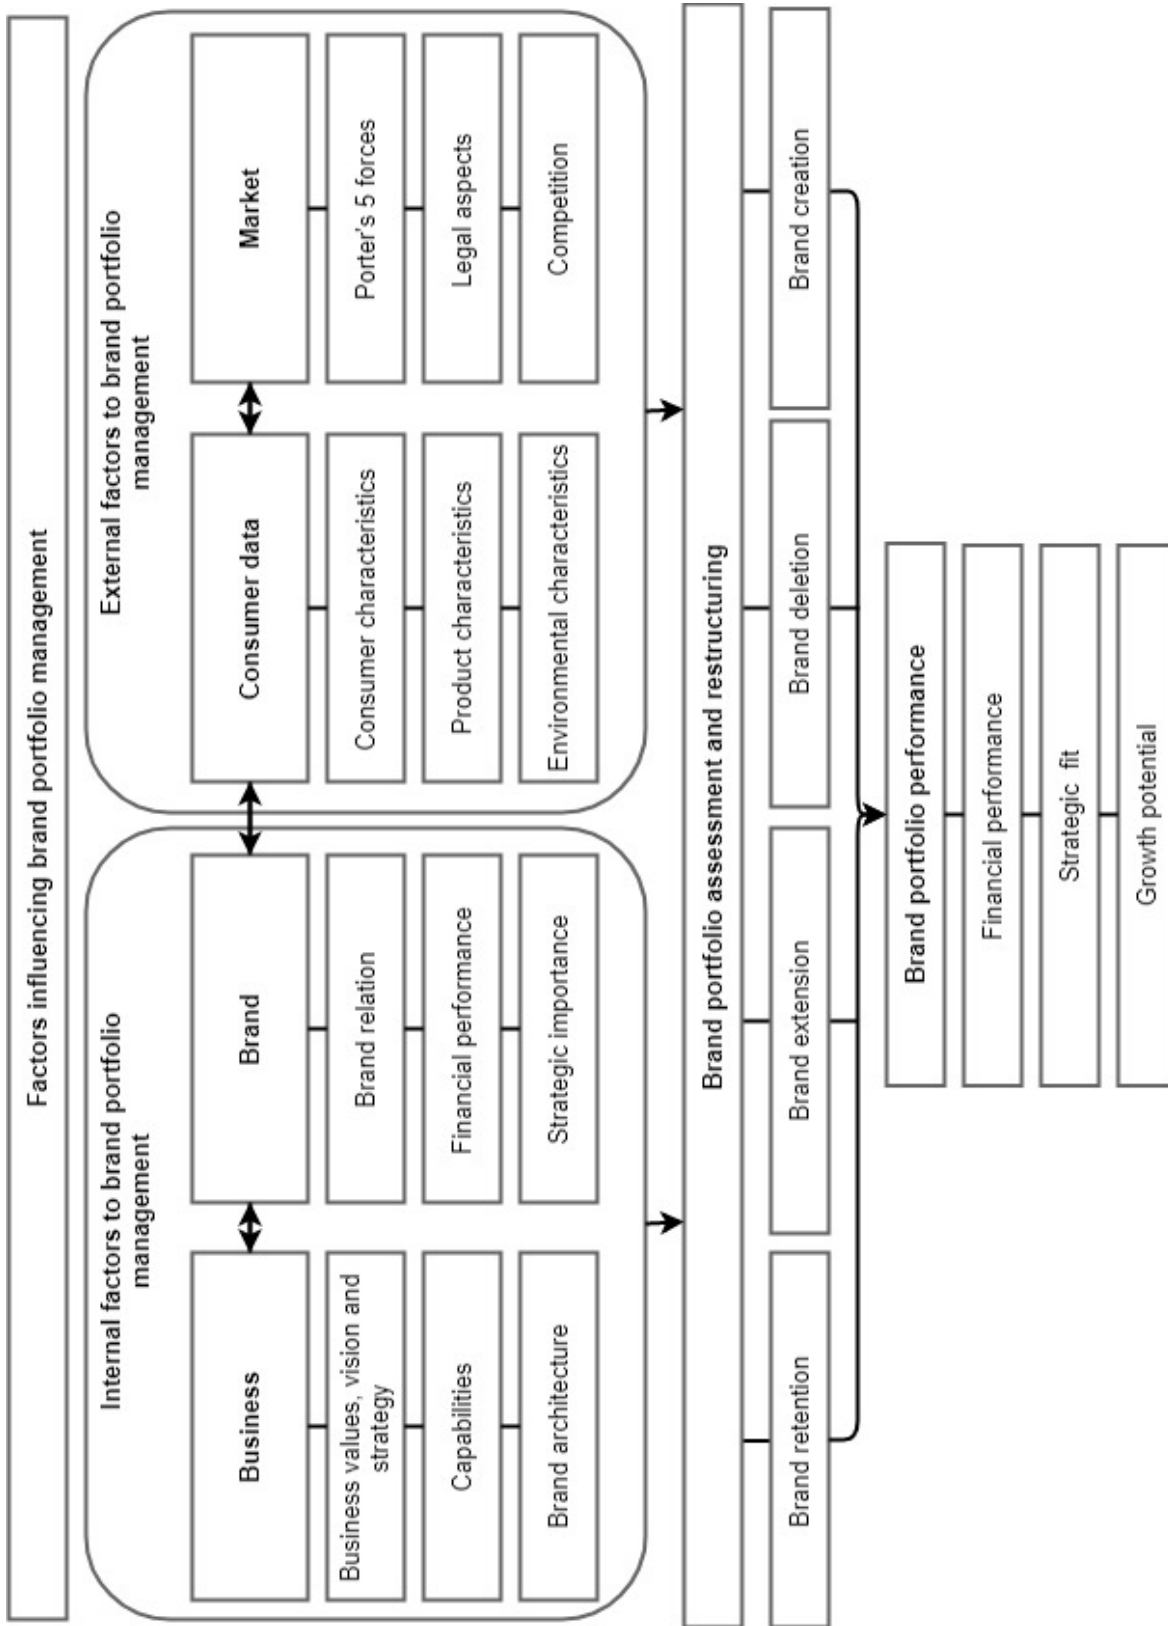 Factors influencing brand portfolio management
Internal factors to brand portfolio
management
External factors to brand portfolio
management
Business
Brand
Consumer data
Market
Business values, vision and
strategy
Brand relation
Consumer characteristics
Porter's 5 forces
Capabilities
Financial performance
Product characteristics
Legal aspects
Brand architecture
Strategic importance
Environmental characteristics
Competition
Brand portfolio assessment and restructuring
Brand retention
Brand extension
Brand deletion
Brand creation
Brand portfolio performance
Financial performance
Strategic fit
Growth potential